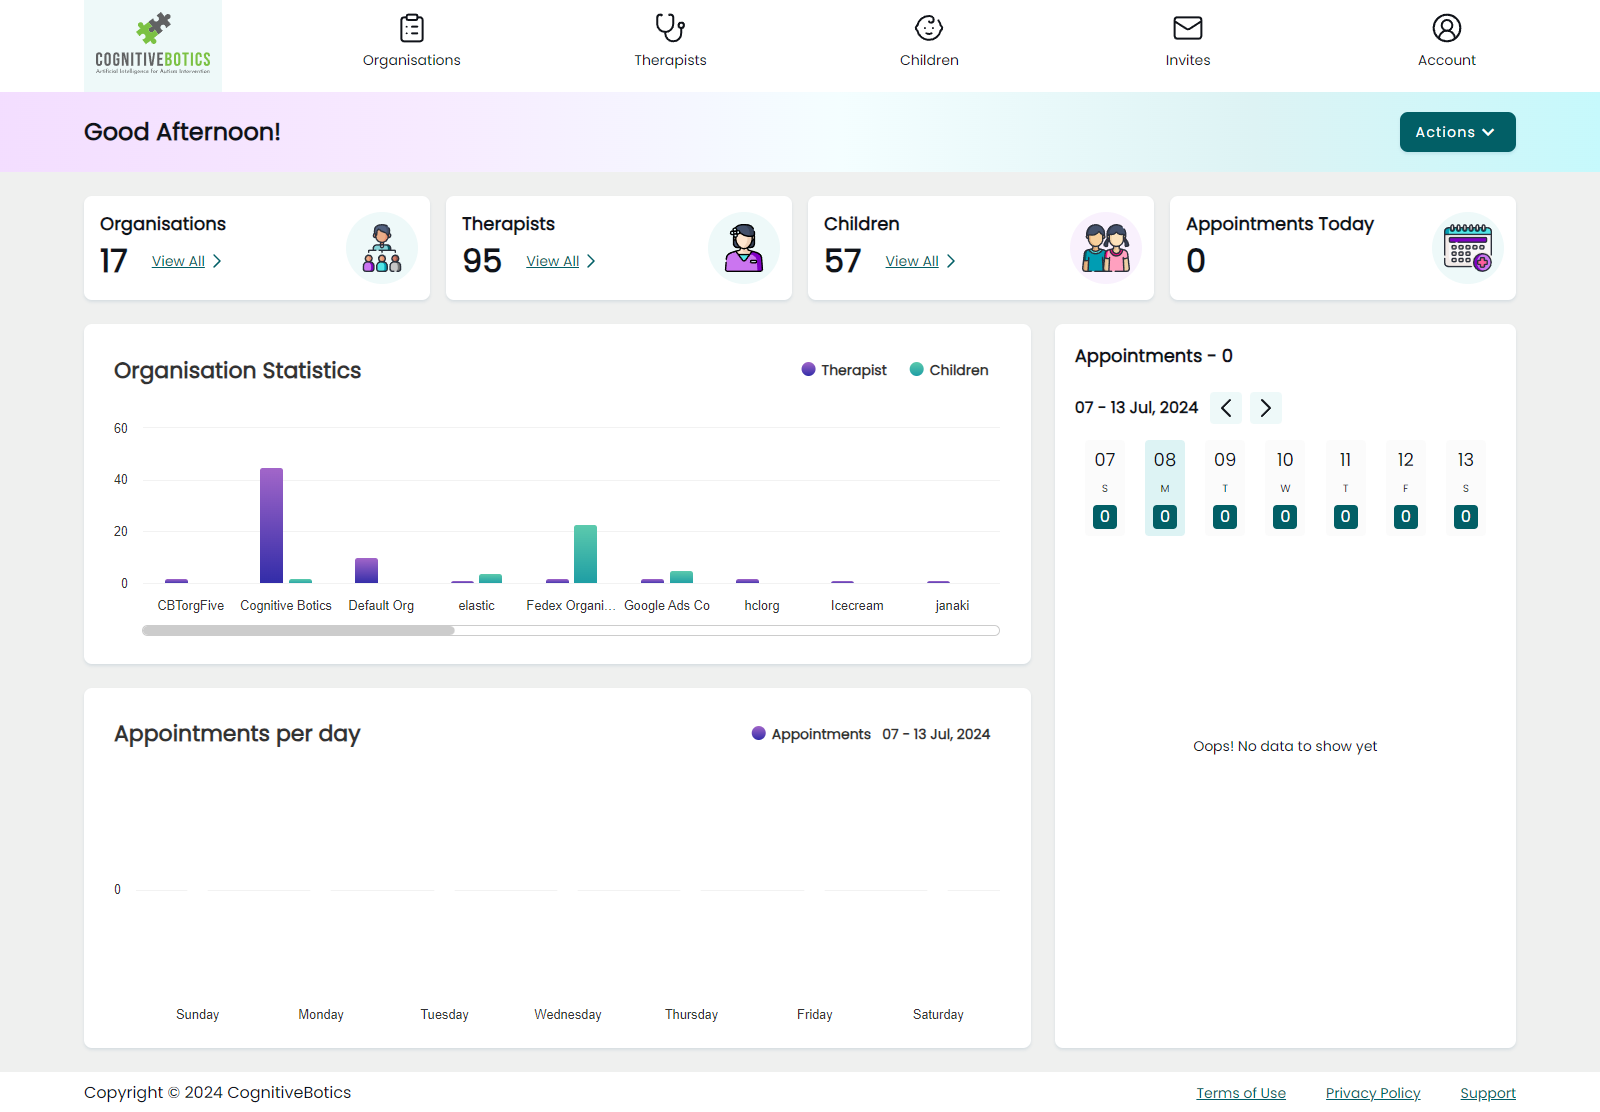 COGNITIVEBOTICS
Artificial Intelligence for Autism Intervention
Organisations
Therapists
Children
Invites
Account
Good Afternoon!
Actions
Organisations
17 View All
Therapists
95 View All
Children
57 View All
Appointments Today
0
Organisation Statistics
Therapist Children
60
40
20
0
CBTorgFive Cognitive Botics Default Org elastic Fedex Organi... Google Ads Co hclorg Icecream janaki
Appointments - 0
07 - 13 Jul, 2024
07 08 09 10 11 12 13
S M T W T F S
0 0 0 0 0 0 0
Oops! No data to show yet
Appointments per day
Appointments 07 - 13 Jul, 2024
0
Sunday Monday Tuesday Wednesday Thursday Friday Saturday
Copyright © 2024 CognitiveBotics
Terms of Use Privacy Policy Support